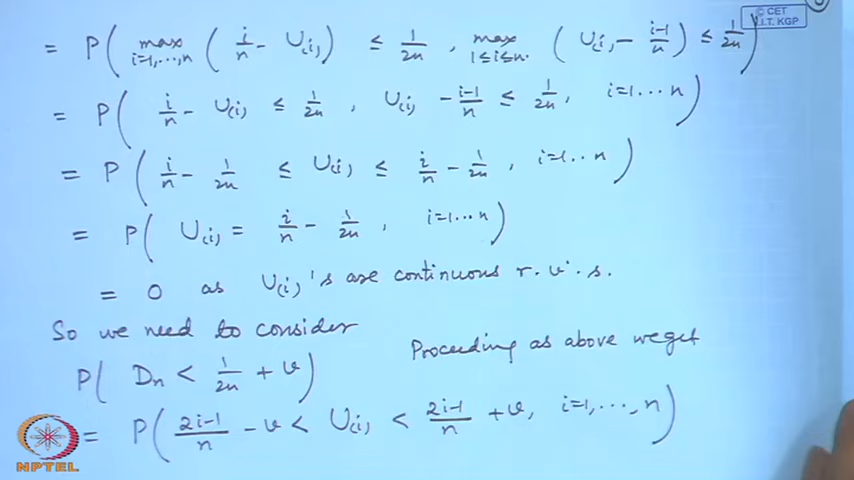 © CET
I.I.T. KGP
= P( max_{i=1,...,n} ( i/n - U_(i) ) ≤ 1/2n , max_{1≤i≤n.} ( U_(i) - (i-1)/n ) ≤ 1/2n )
= P( i/n - U_(i) ≤ 1/2n , U_(i) - (i-1)/n ≤ 1/2n , i=1...n )
= P( i/n - 1/2n ≤ U_(i) ≤ i/n - 1/2n , i=1..n )
= P( U_(i) = i/n - 1/2n , i=1...n )
= 0 as U_(i)'s are continuous r.v.'s.
So we need to consider
Proceeding as above we get
P( Dn < 1/2n + v )
= P( (2i-1)/n - v < U_(i) < (2i-1)/n + v, i=1,...,n )
NPTEL